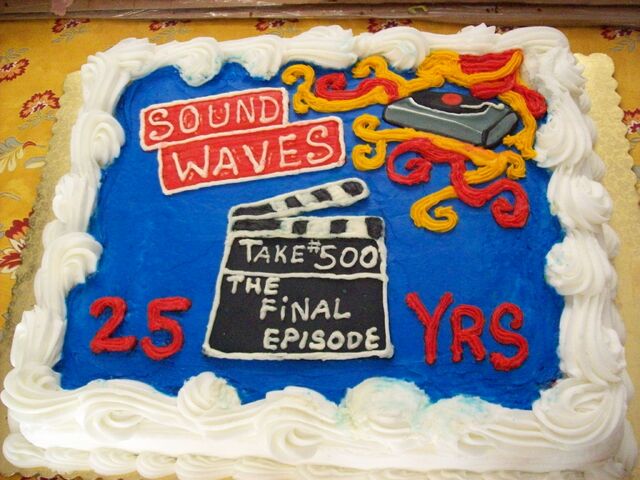 SOUND
WAVES
TAKE #500
THE
FiNAL
EPISODE
25 YRS